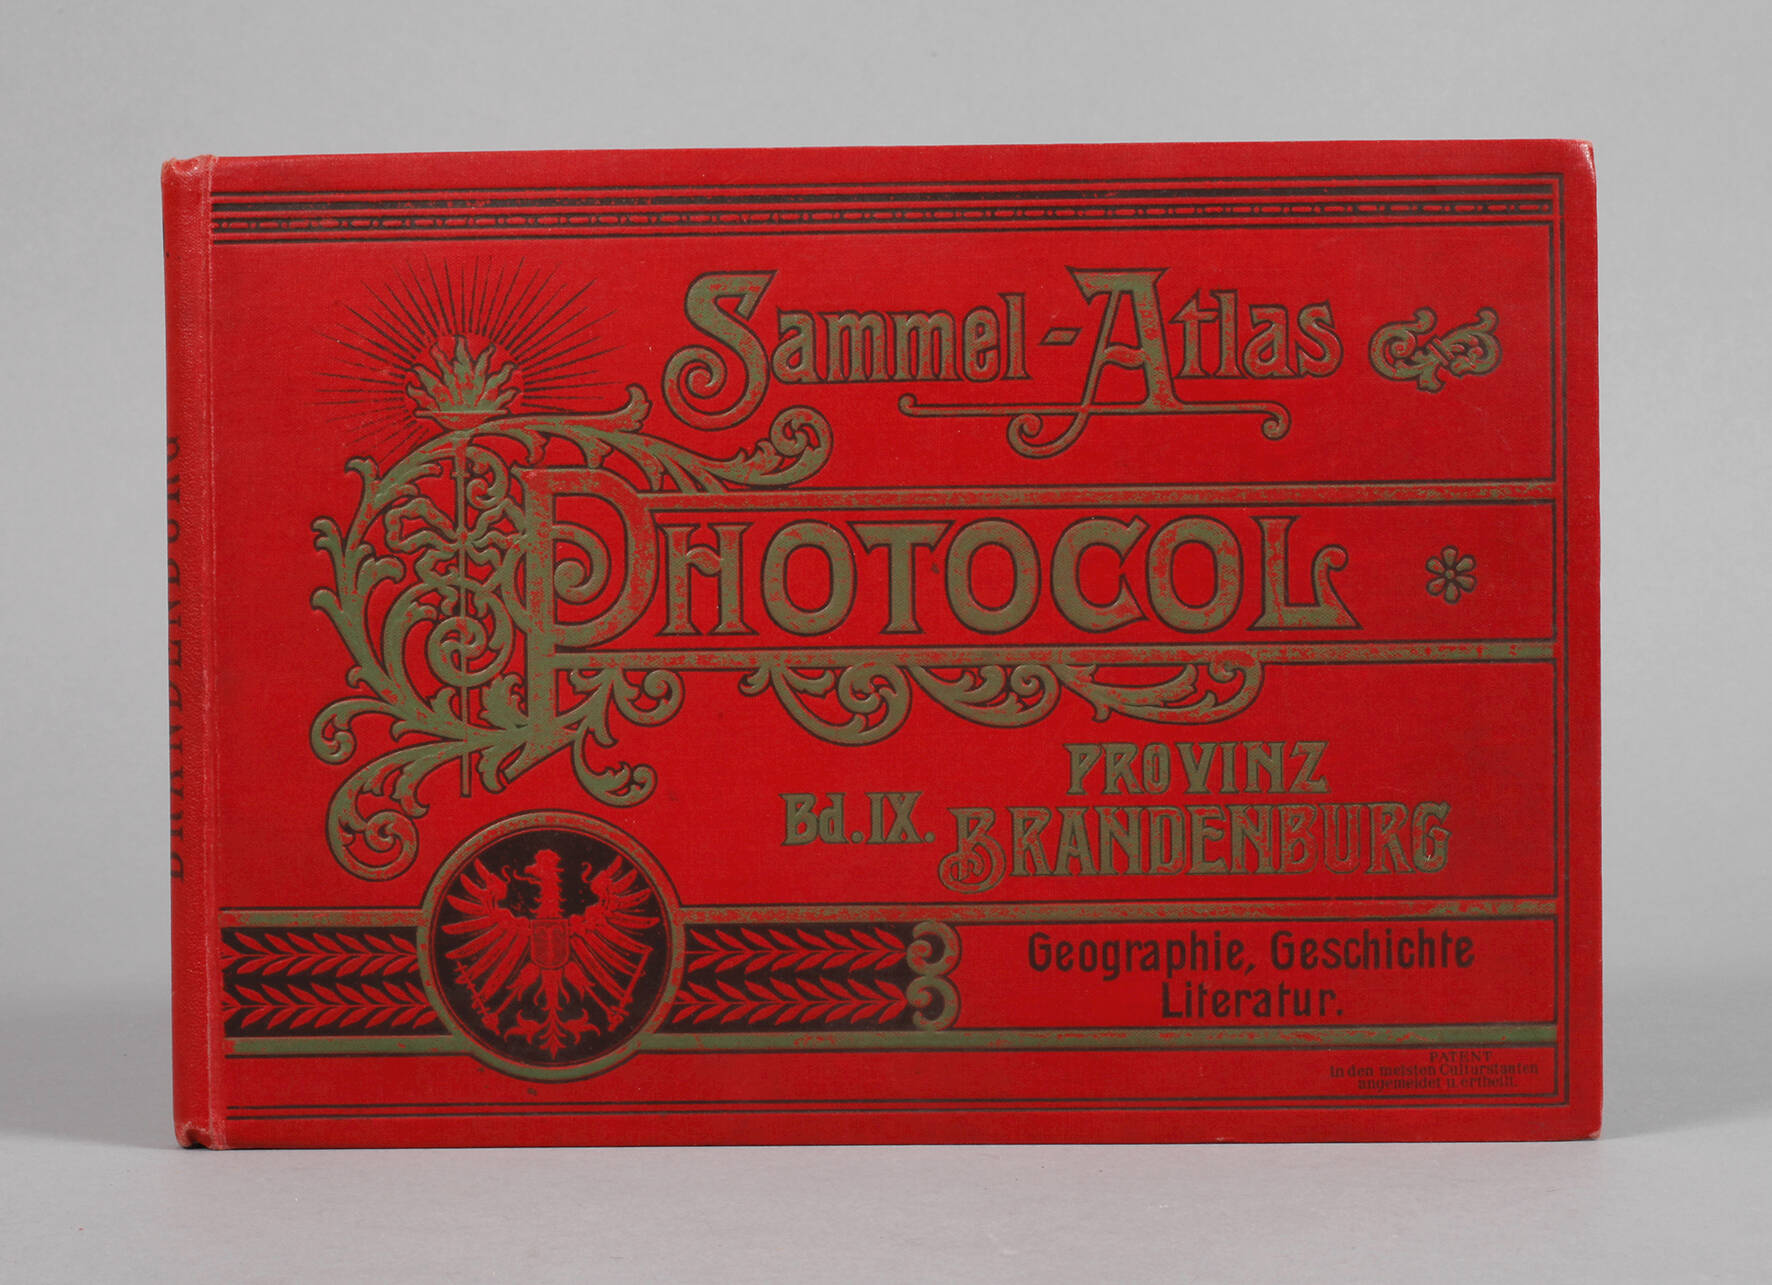 Sammel-Atlas
PHOTOCOL
PROVINZ
Bd. IX. BRANDENBURG
Geographie, Geschichte
Literatur.
PATENT
in den meisten Culturstaaten
angemeldet u. ertheilt.
BRANDENBURG